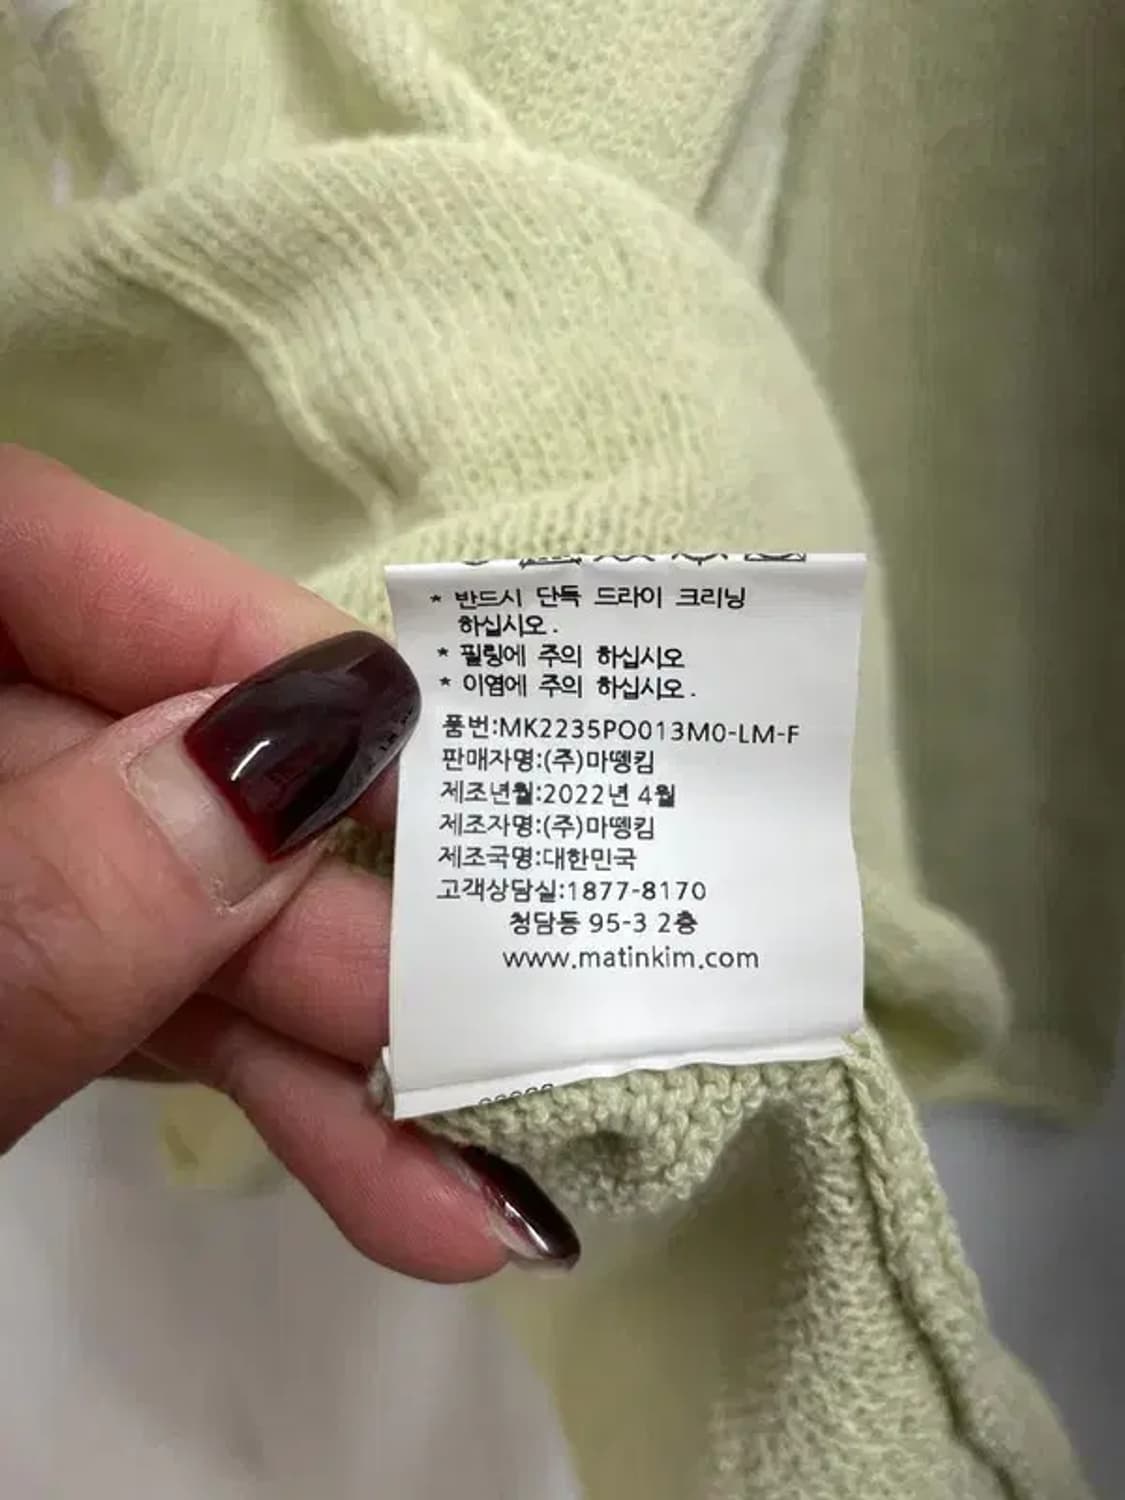 * 반드시 단독 드라이 크리닝
하십시오.
* 필링에 주의 하십시오
* 이염에 주의 하십시오.
품번:MK2235PO013M0-LM-F
판매자명:(주)마뗑킴
제조년월:2022년 4월
제조자명:(주)마뗑킴
제조국명:대한민국
고객상담실:1877-8170
청담동 95-3 2층
www.matinkim.com